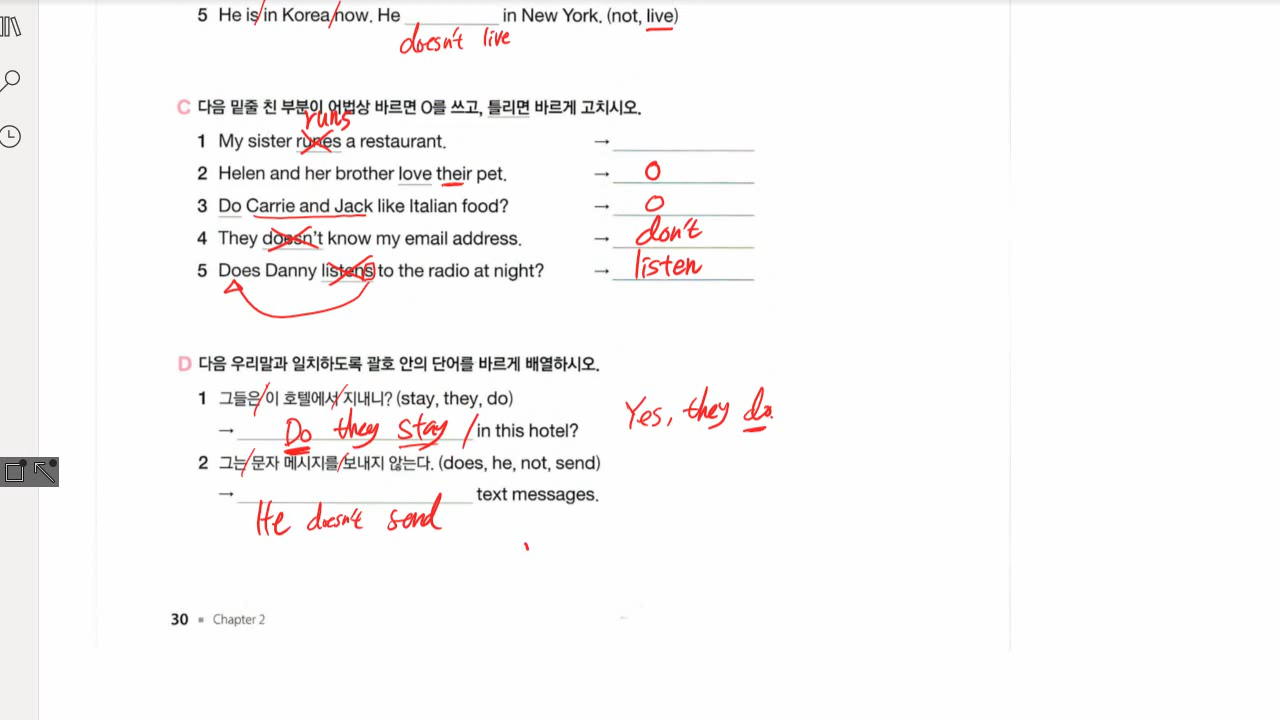 5 He is/in Korea/now. He ________ in New York. (not, live)
doesn't live
C 다음 밑줄 친 부분이 어법상 바르면 O를 쓰고, 틀리면 바르게 고치시오.
runs
1 My sister runes a restaurant. →
2 Helen and her brother love their pet. → O
3 Do Carrie and Jack like Italian food? → O
4 They doesn't know my email address. → don't
5 Does Danny listens to the radio at night? → listen
D 다음 우리말과 일치하도록 괄호 안의 단어를 바르게 배열하시오.
1 그들은/이 호텔에서/지내니? (stay, they, do)
Yes, they do.
→ Do they stay / in this hotel?
2 그는/문자 메시지를/보내지 않는다. (does, he, not, send)
→ ________ text messages.
He doesn't send
30 ▪ Chapter 2